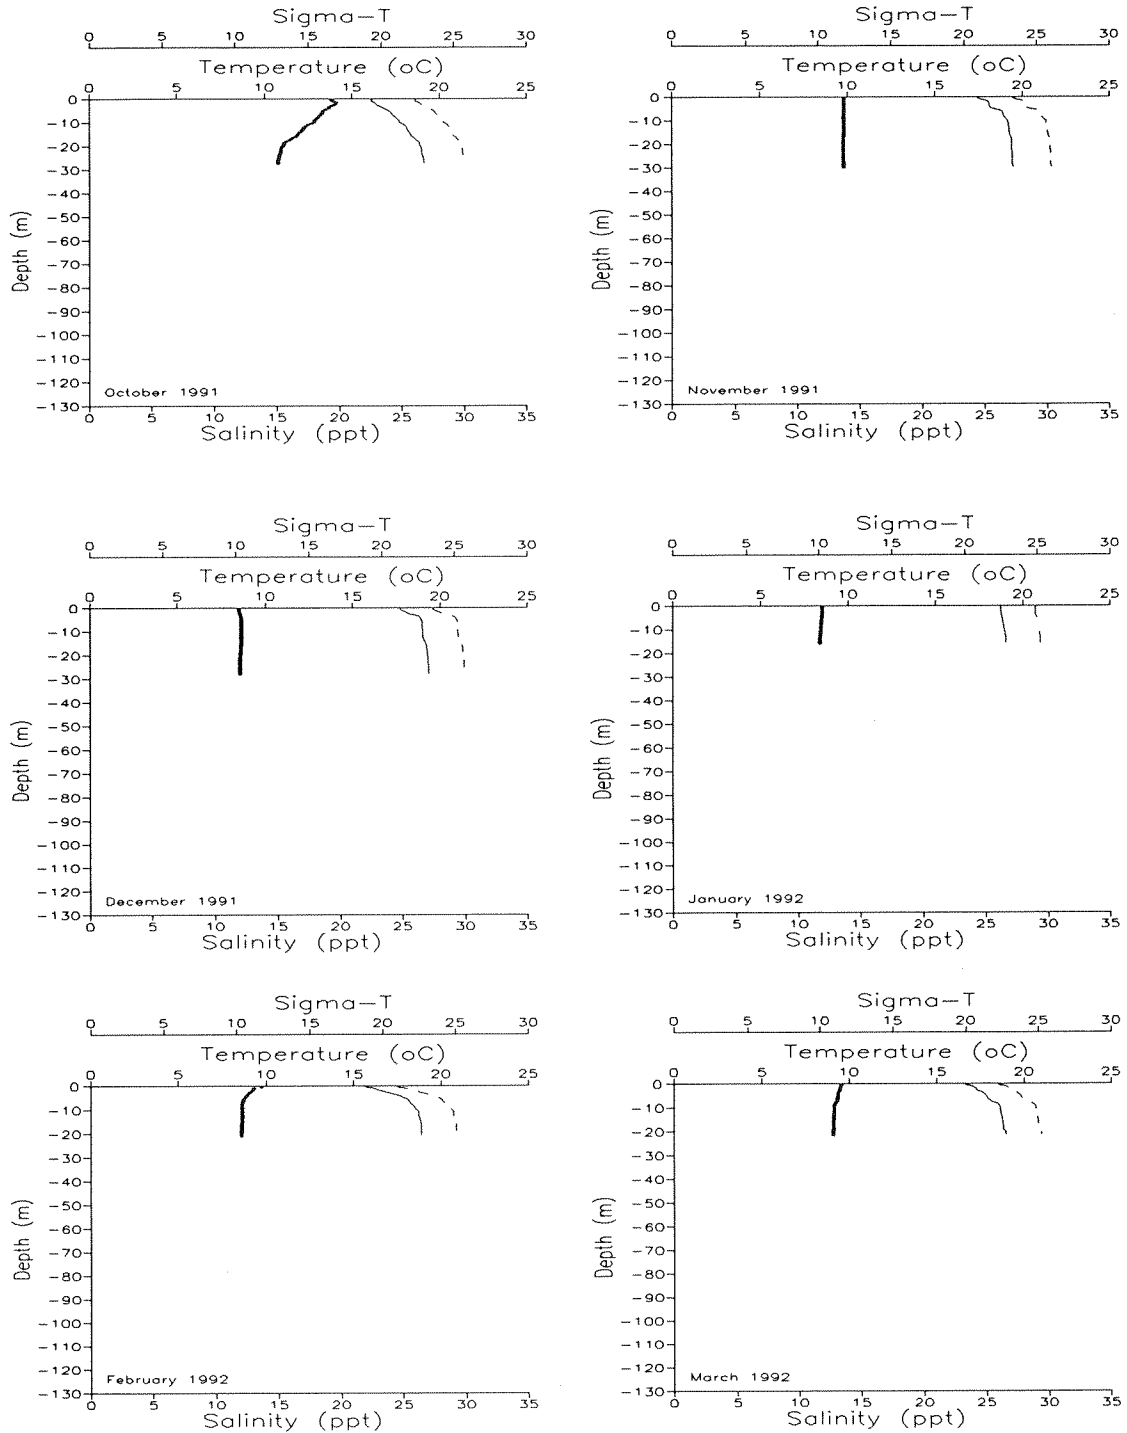 Sigma-T
0 5 10 15 20 25 30
Temperature (oC)
0 5 10 15 20 25
0
-10
-20
-30
-40
-50
-60
-70
-80
-90
-100
-110
-120
-130
Depth (m)
October 1991
0 5 10 15 20 25 30 35
Salinity (ppt)
Sigma-T
0 5 10 15 20 25 30
Temperature (oC)
0 5 10 15 20 25
0
-10
-20
-30
-40
-50
-60
-70
-80
-90
-100
-110
-120
-130
Depth (m)
November 1991
0 5 10 15 20 25 30 35
Salinity (ppt)
Sigma-T
0 5 10 15 20 25 30
Temperature (oC)
0 5 10 15 20 25
0
-10
-20
-30
-40
-50
-60
-70
-80
-90
-100
-110
-120
-130
Depth (m)
December 1991
0 5 10 15 20 25 30 35
Salinity (ppt)
Sigma-T
0 5 10 15 20 25 30
Temperature (oC)
0 5 10 15 20 25
0
-10
-20
-30
-40
-50
-60
-70
-80
-90
-100
-110
-120
-130
Depth (m)
January 1992
0 5 10 15 20 25 30 35
Salinity (ppt)
Sigma-T
0 5 10 15 20 25 30
Temperature (oC)
0 5 10 15 20 25
0
-10
-20
-30
-40
-50
-60
-70
-80
-90
-100
-110
-120
-130
Depth (m)
February 1992
0 5 10 15 20 25 30 35
Salinity (ppt)
Sigma-T
0 5 10 15 20 25 30
Temperature (oC)
0 5 10 15 20 25
0
-10
-20
-30
-40
-50
-60
-70
-80
-90
-100
-110
-120
-130
Depth (m)
March 1992
0 5 10 15 20 25 30 35
Salinity (ppt)